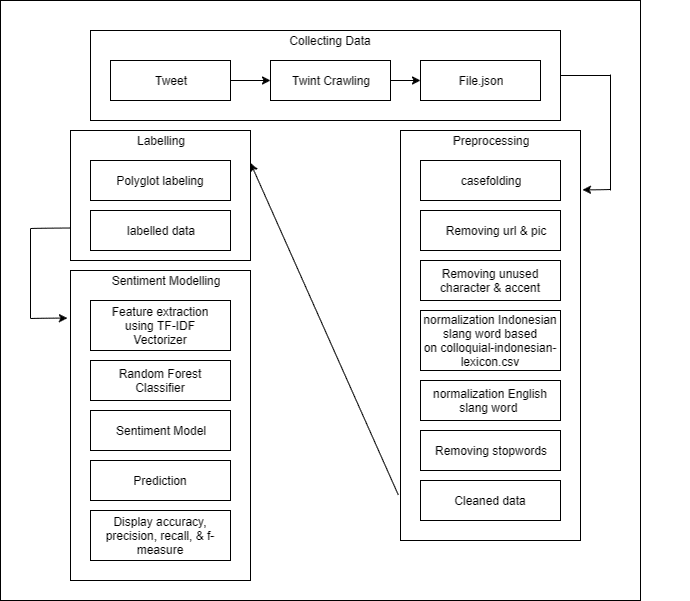 Collecting Data
Tweet
Twint Crawling
File.json
Labelling
Polyglot labeling
labelled data
Preprocessing
casefolding
Removing url & pic
Removing unused
character & accent
normalization Indonesian
slang word based
on colloquial-indonesian-
lexicon.csv
normalization English
slang word
Removing stopwords
Cleaned data
Sentiment Modelling
Feature extraction
using TF-IDF
Vectorizer
Random Forest
Classifier
Sentiment Model
Prediction
Display accuracy,
precision, recall, & f-
measure